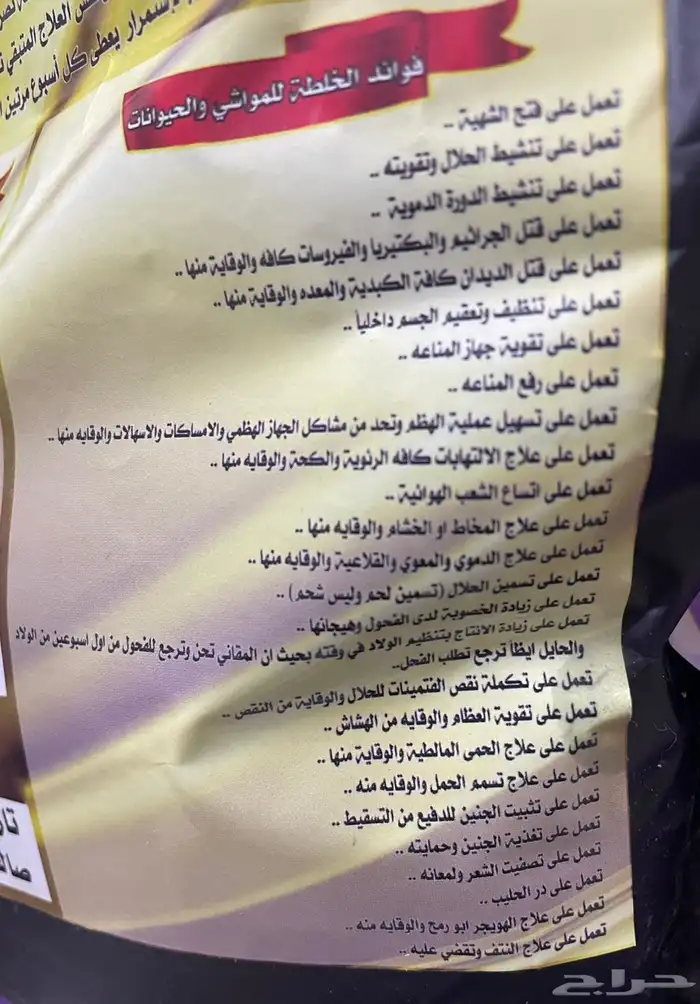 العلاج المتبقي
يعطى كل أسبوع مرتين
فوائد الخلطة للمواشي والحيوانات
تعمل على فتح الشهية ..
تعمل على تنشيط الحلال وتقويته ..
تعمل على تنشيط الدورة الدموية ..
تعمل على قتل الجراثيم والبكتيريا والفيروسات كافه والوقاية منها ..
تعمل على قتل الديدان كافة الكبدية والمعده والوقاية منها ..
تعمل على تنظيف وتعقيم الجسم داخلياً ..
تعمل على تقوية جهاز المناعه ..
تعمل على رفع المناعه ..
تعمل على تسهيل عملية الهظم وتحد من مشاكل الجهاز الهظمي والامساكات والاسهالات والوقايه منها ..
تعمل على علاج الالتهابات كافه الرئوية والكحة والوقايه منها ..
تعمل على اتساع الشعب الهوائية ..
تعمل على علاج المخاط او الخشام والوقايه منها ..
تعمل على علاج الدموي والمعوي والقلاعية والوقايه منها ..
تعمل على تسمين الحلال (تسمين لحم وليس شحم) ..
تعمل على زيادة الخصوبة لدى الفحول وهيجانها ..
تعمل على زيادة الانتاج بتنظيم الولاد في وقته بحيث ان المقاني تحن وترجع للفحول من اول اسبوعين من الولاد
والحايل ايظاً ترجع تطلب الفحل..
تعمل على تكملة نقص الفتمينات للحلال والوقاية من النقص ..
تعمل على تقوية العظام والوقايه من الهشاش ..
تعمل على علاج الحمى المالطية والوقاية منها ..
تعمل على علاج تسمم الحمل والوقايه منه ..
تعمل على تثبيت الجنين للدفيع من التسقيط ..
تعمل على تغذية الجنين وحمايته ..
تعمل على تصفيت الشعر ولمعانه ..
تعمل على در الحليب ..
تعمل على علاج الهويجر ابو رمح والوقايه منه ..
تعمل على علاج النتف وتقضي عليه ..
حراج